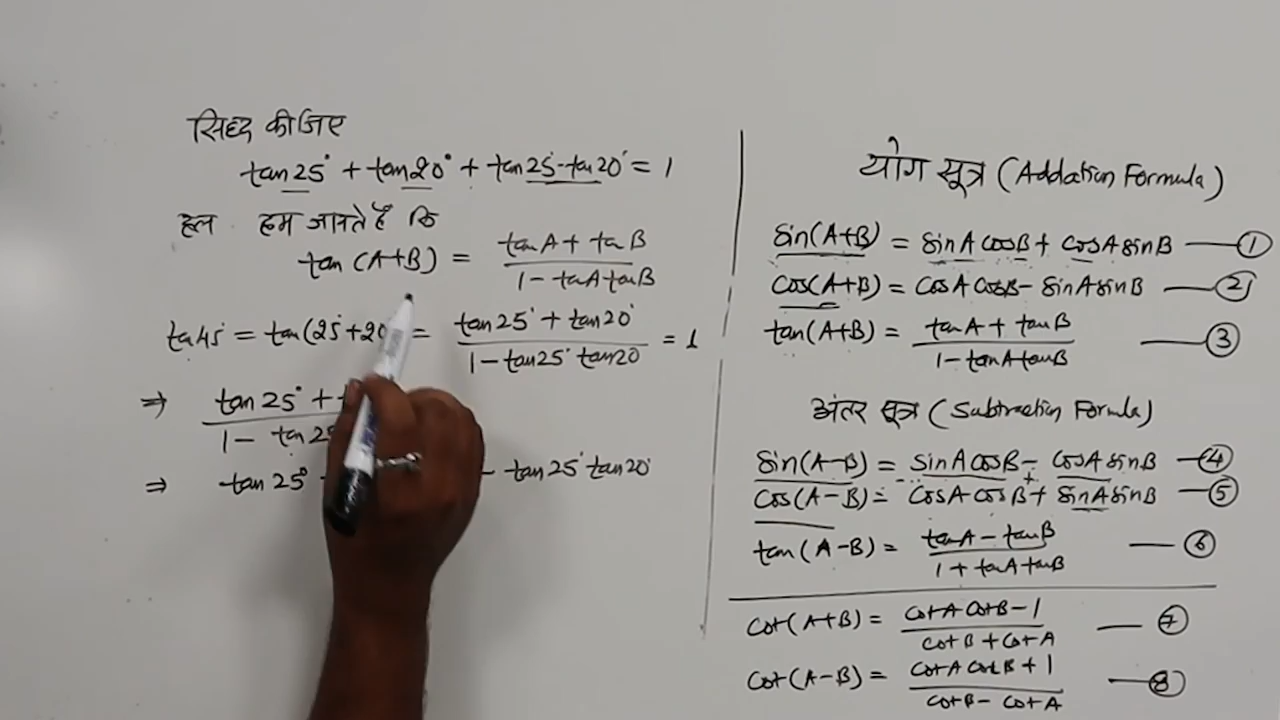 सिध्द कीजिए
tan25° + tan20° + tan25° tan20° = 1
हल हम जानते हैं कि
tan (A+B) = tanA + tanB / 1 - tanA tanB
tan45 = tan(25°+20 = tan25° + tan20° / 1 - tan25° tan20 = 1
⇒ tan25° + / 1 - tan25
⇒ tan25° - tan25° tan20°
योग सूत्र (Addation Formula)
sin(A+B) = sinA cosB + cosA sinB — ①
cos(A+B) = cosA cosB - sinA sinB — ②
tan(A+B) = tanA + tanB / 1 - tanA tanB — ③
अंतर सूत्र (Subtraction Formula)
sin(A-B) = sinA cosB - cosA sinB — ④
cos(A-B) = cosA cosB + sinA sinB — ⑤
tan(A-B) = tanA - tanB / 1 + tanA tanB — ⑥
cot(A+B) = cotA cotB - 1 / cotB + cotA — ⑦
cot(A-B) = cotA cotB + 1 / cotB - cotA — ⑧